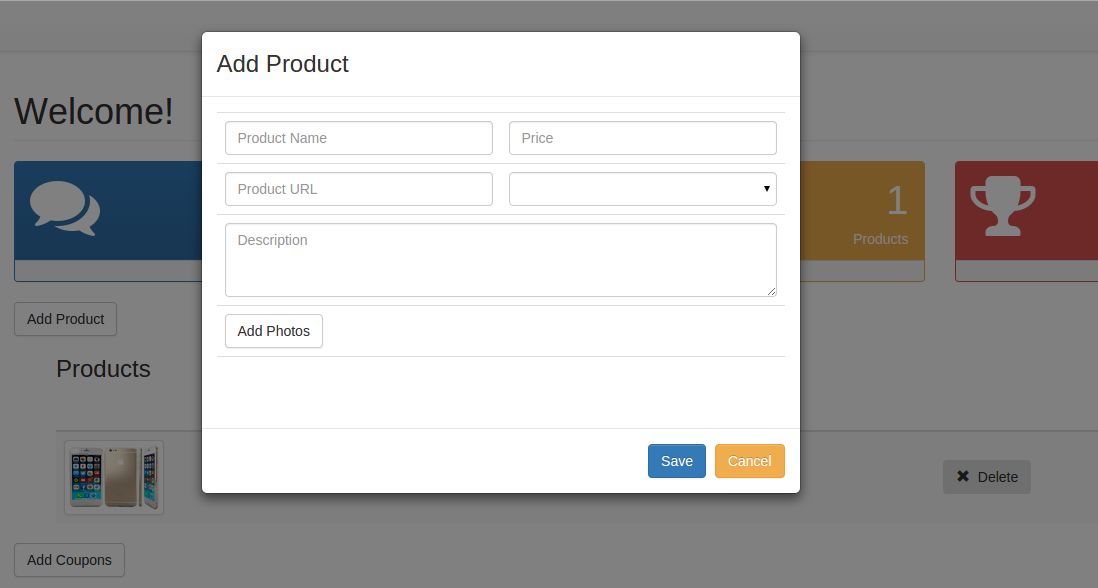 Add Product
Welcome!
Product Name
Price
Product URL
1
Products
Description
Add Product
Add Photos
Products
Save
Cancel
Delete
Add Coupons